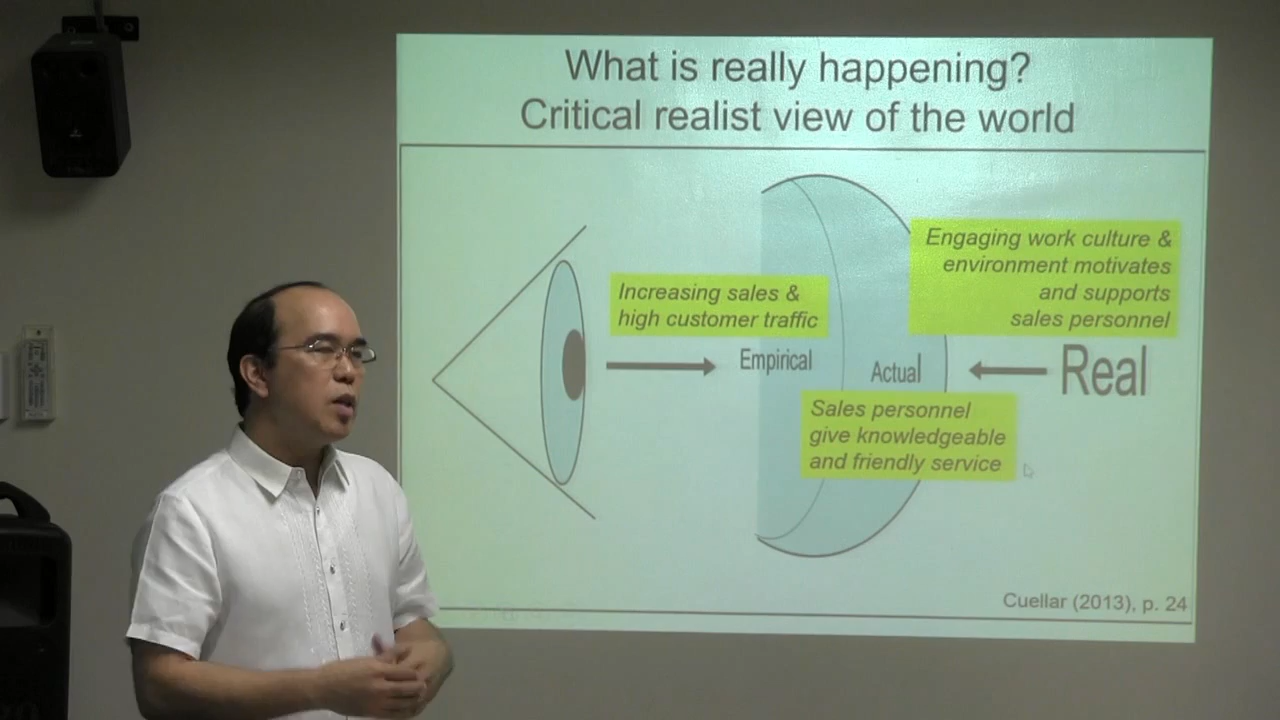 What is really happening?
Critical realist view of the world
Increasing sales &
high customer traffic
Engaging work culture &
environment motivates
and supports
sales personnel
Empirical
Actual
Real
Sales personnel
give knowledgeable
and friendly service
Cuellar (2013), p. 24